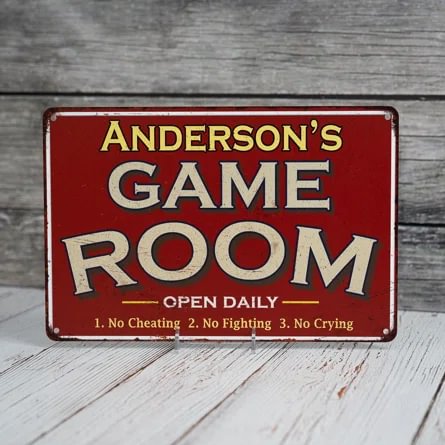 ANDERSON'S
GAME
ROOM
OPEN DAILY
1. No Cheating 2. No Fighting 3. No Crying